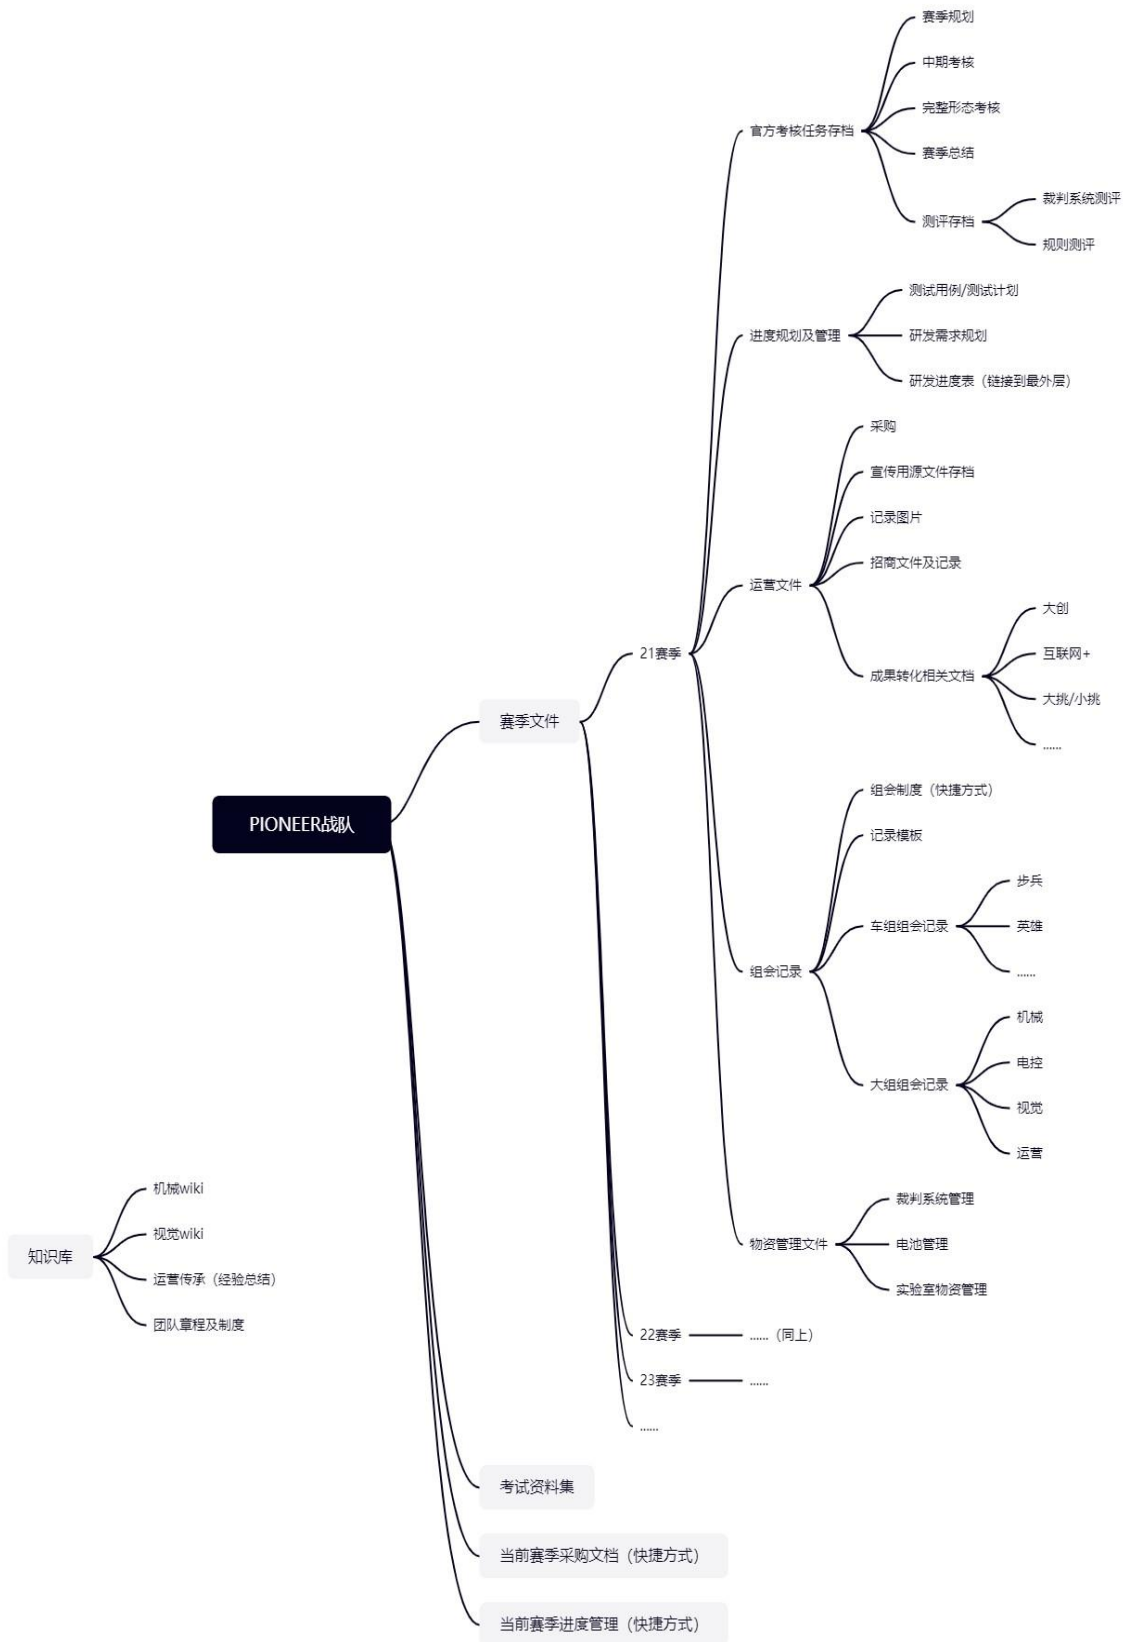 PIONEER战队
赛季文件
21赛季
官方考核任务存档
赛季规划
中期考核
完整形态考核
赛季总结
测评存档
裁判系统测评
规则测评
进度规划及管理
测试用例/测试计划
研发需求规划
研发进度表（链接到最外层）
运营文件
采购
宣传用源文件存档
记录图片
招商文件及记录
成果转化相关文档
大创
互联网+
大挑/小挑
......
组会记录
组会制度（快捷方式）
记录模板
车组组会记录
步兵
英雄
......
大组组会记录
机械
电控
视觉
运营
物资管理文件
裁判系统管理
电池管理
实验室物资管理
22赛季
......（同上）
23赛季
......
......
考试资料集
当前赛季采购文档（快捷方式）
当前赛季进度管理（快捷方式）
知识库
机械wiki
视觉wiki
运营传承（经验总结）
团队章程及制度